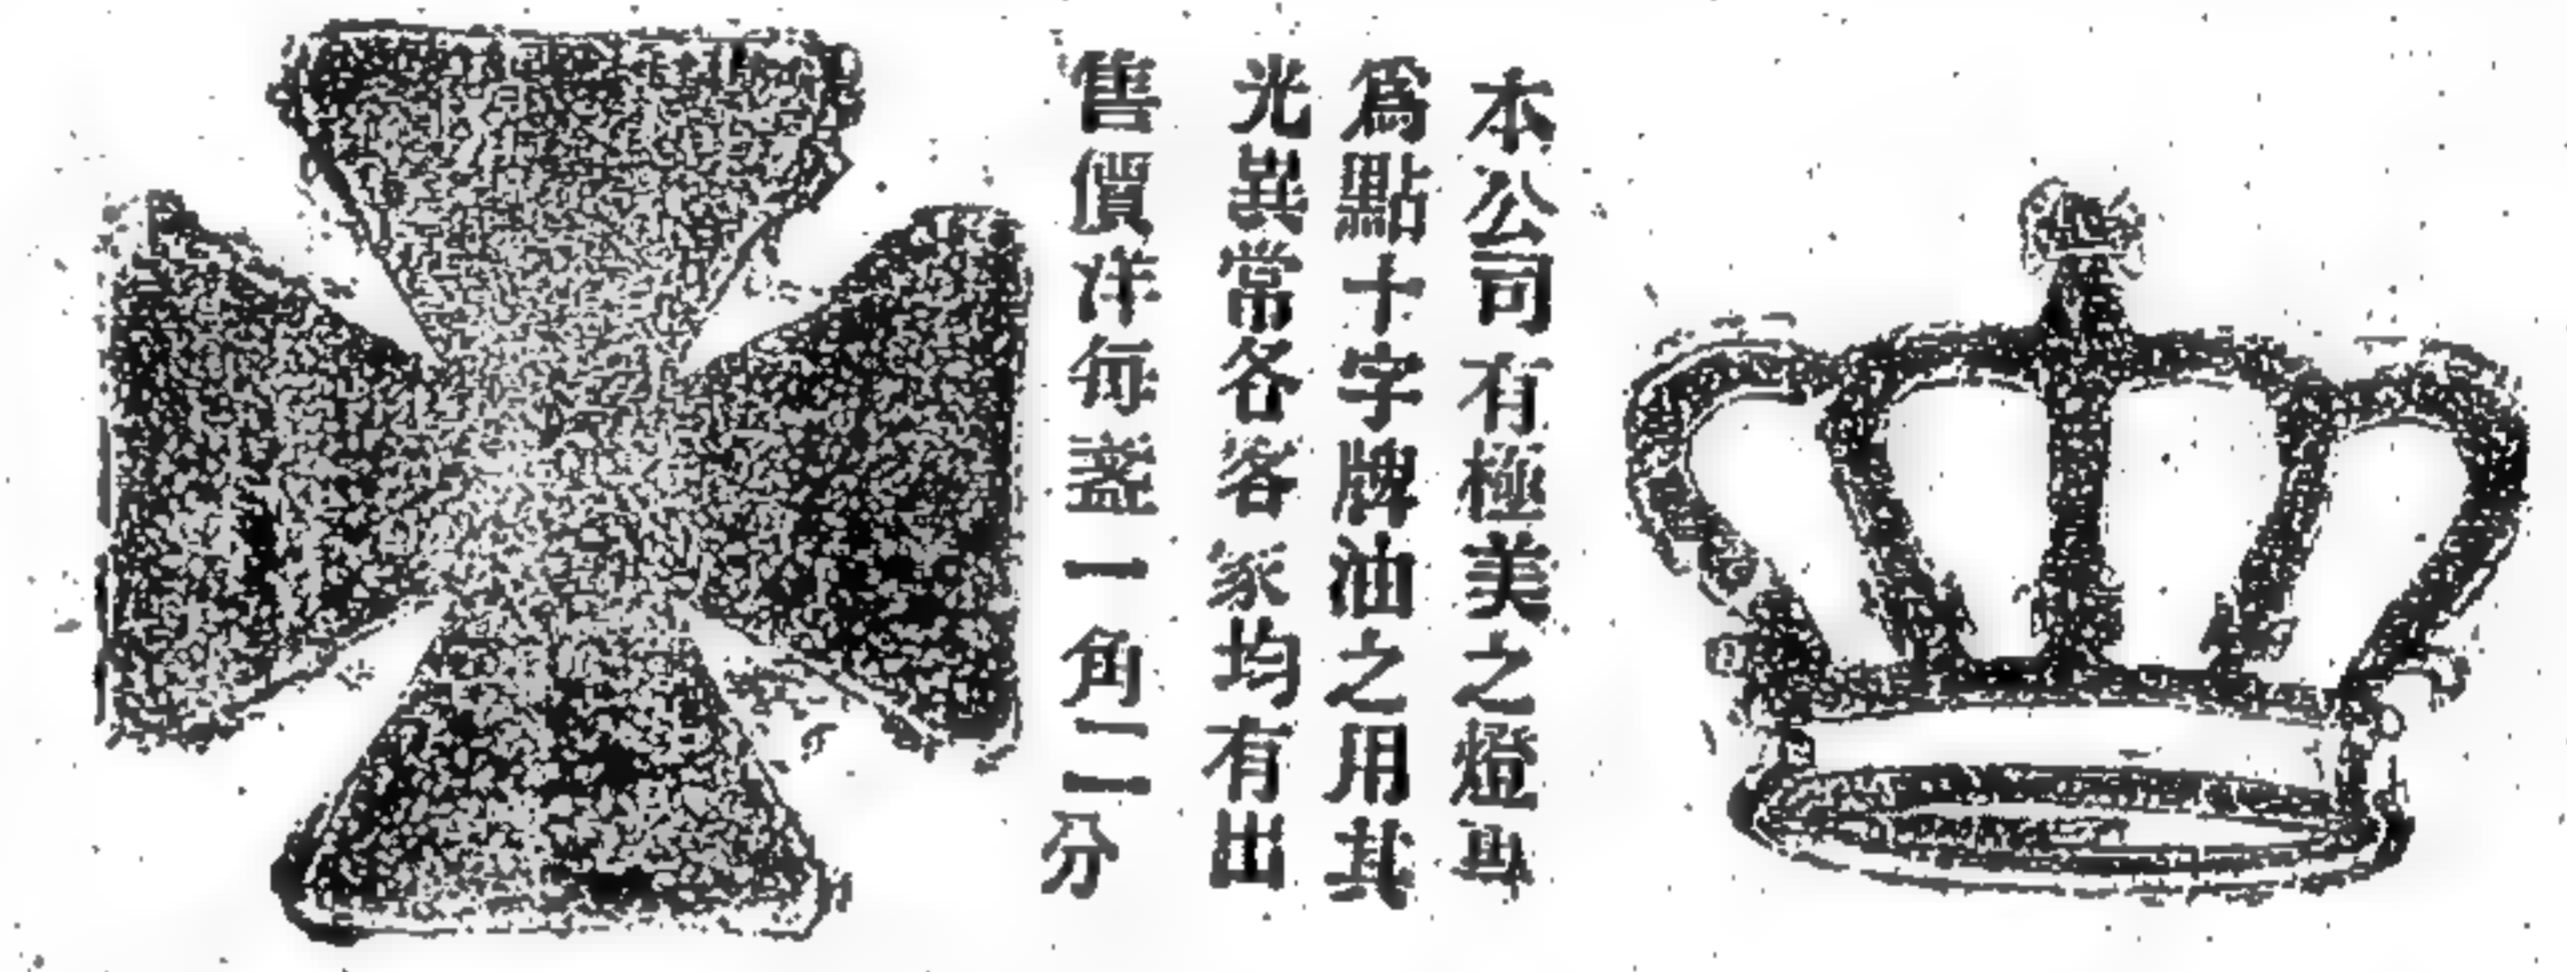 本公司有極美之燈專
爲點十字牌油之用其
光異常各客家均有出
售價洋每盞一角二分